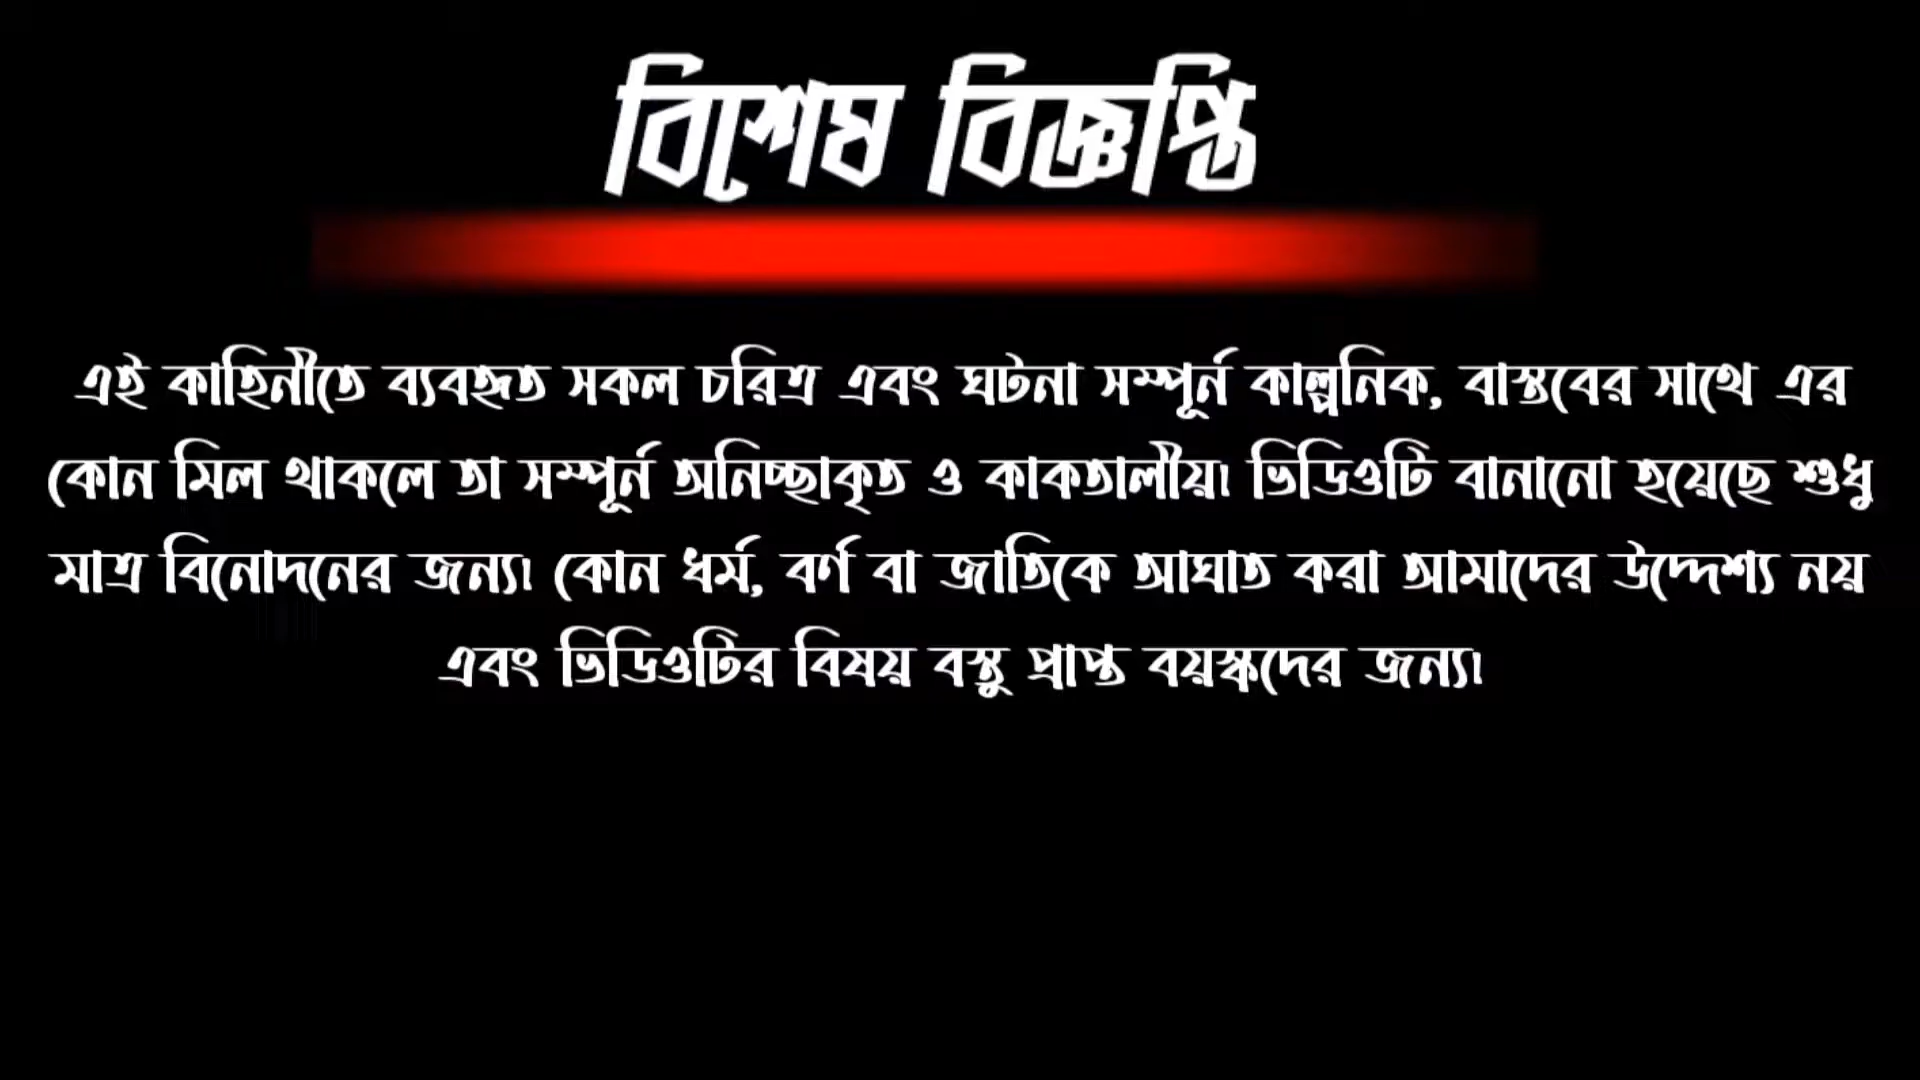 বিশেষ বিজ্ঞপ্তি
এই কাহিনীতে ব্যবহৃত সকল চরিত্র এবং ঘটনা সম্পূর্ন কাল্পনিক, বাস্তবের সাথে এর
কোন মিল থাকলে তা সম্পূর্ন অনিচ্ছাকৃত ও কাকতালীয়। ভিডিওটি বানানো হয়েছে শুধু
মাত্র বিনোদনের জন্য। কোন ধর্ম, বর্ণ বা জাতিকে আঘাত করা আমাদের উদ্দেশ্য নয়
এবং ভিডিওটির বিষয় বস্তু প্রাপ্ত বয়স্কদের জন্য।